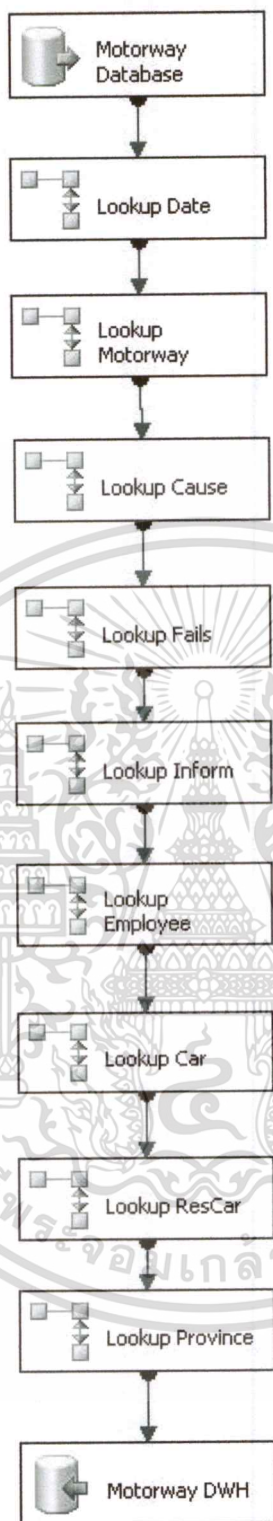 Motorway
Database
Lookup Date
Lookup
Motorway
Lookup Cause
Lookup Fails
Lookup Inform
Lookup
Employee
Lookup Car
Lookup ResCar
Lookup Province
Motorway DWH